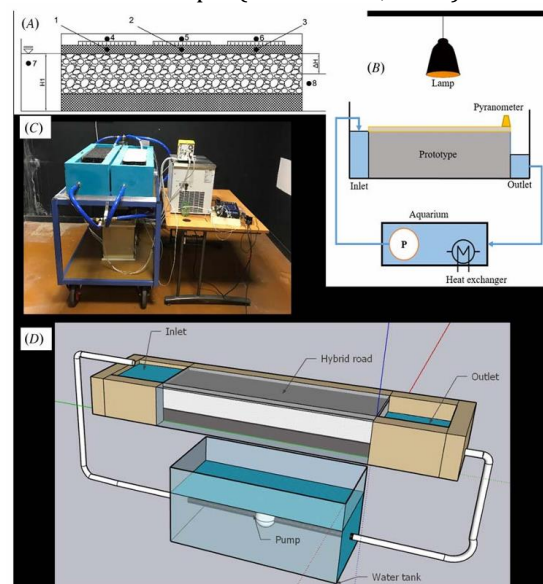 (A)
1
2
3
4
5
6
7
8
H1
ΔH
(B)
Lamp
Pyranometer
Prototype
Inlet
Outlet
Aquarium
P
M
Heat exchanger
(C)
(D)
Inlet
Hybrid road
Outlet
Pump
Water tank